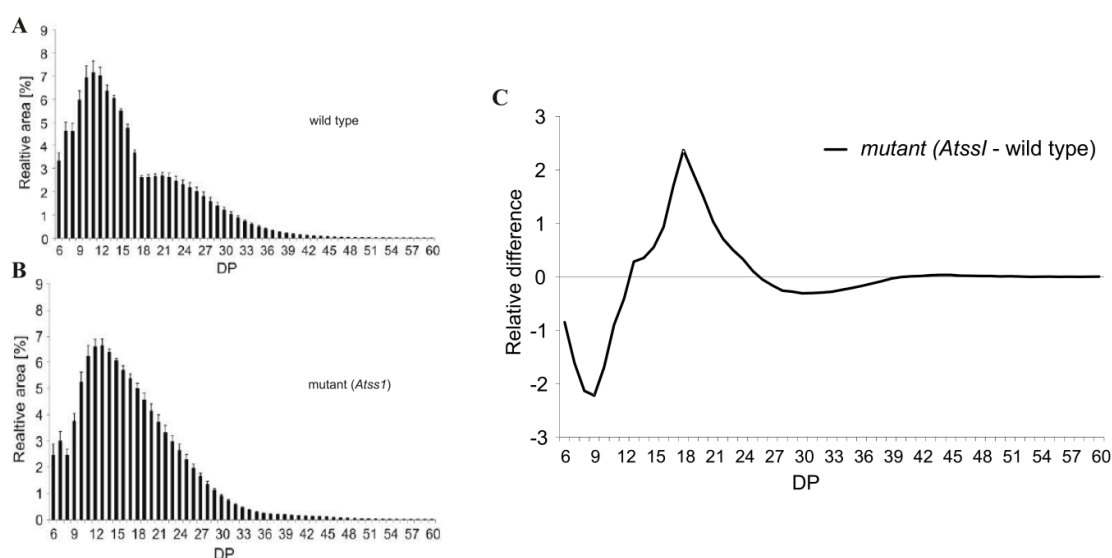 A
9
8
7
6
5
4
3
2
1
0
Realtive area [%]
wild type
6 9 12 15 18 21 24 27 30 33 36 39 42 45 48 51 54 57 60
DP
B
9
8
7
6
5
4
3
2
1
0
Realtive area [%]
mutant (Atss1)
6 9 12 15 18 21 24 27 30 33 36 39 42 45 48 51 54 57 60
DP
C
3
2
1
0
-1
-2
-3
Relative difference
mutant (AtssI - wild type)
6 9 12 15 18 21 24 27 30 33 36 39 42 45 48 51 54 57 60
DP